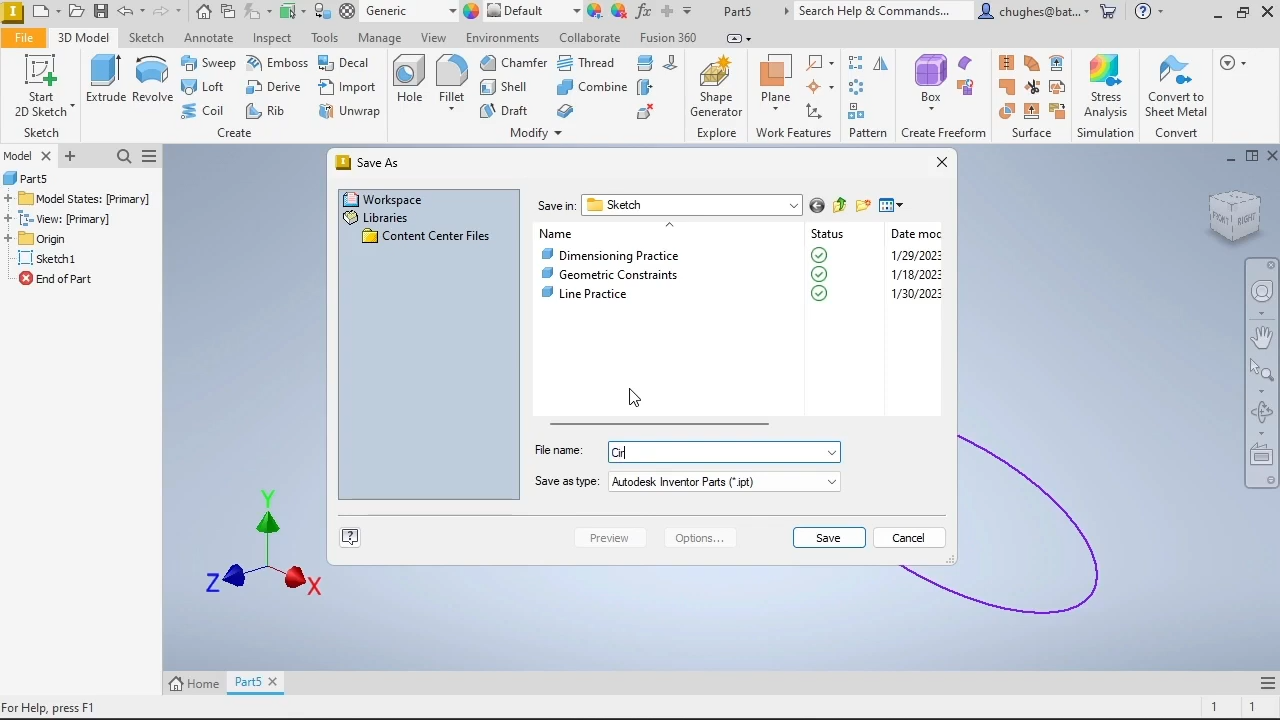 Generic
Default
fx
Part5
Search Help & Commands...
chughes@bat...
File
3D Model
Sketch
Annotate
Inspect
Tools
Manage
View
Environments
Collaborate
Fusion 360
Start
2D Sketch
Sketch
Extrude
Revolve
Sweep
Emboss
Decal
Loft
Derive
Import
Coil
Rib
Unwrap
Create
Hole
Fillet
Chamfer
Thread
Shell
Combine
Draft
Modify
Shape
Generator
Explore
Plane
Work Features
Pattern
Box
Create Freeform
Surface
Stress
Analysis
Simulation
Convert to
Sheet Metal
Convert
Model
Part5
Model States: [Primary]
View: [Primary]
Origin
Sketch1
End of Part
Save As
Workspace
Libraries
Content Center Files
Save in: Sketch
Name Status Date mod
Dimensioning Practice 1/29/2023
Geometric Constraints 1/18/2023
Line Practice 1/30/2023
File name: Cir
Save as type: Autodesk Inventor Parts (*.ipt)
Preview
Options...
Save
Cancel
FRONT
RIGHT
Y
Z
X
Home
Part5
For Help, press F1
1
1